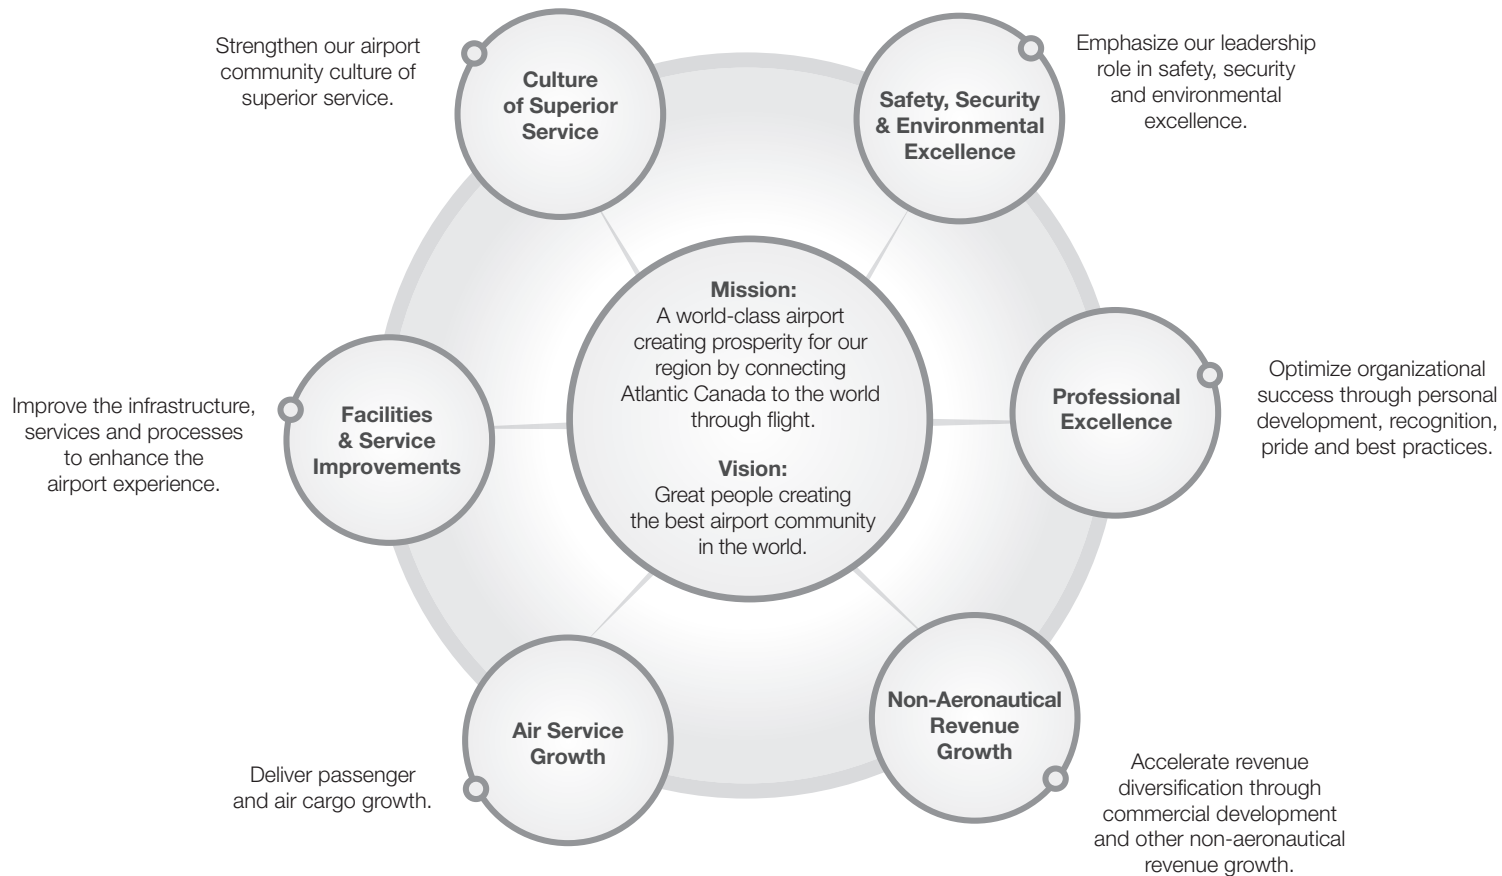 Strengthen our airport
community culture of
superior service.
Culture
of Superior
Service
Safety, Security
& Environmental
Excellence
Emphasize our leadership
role in safety, security
and environmental
excellence.
Improve the infrastructure,
services and processes
to enhance the
airport experience.
Facilities
& Service
Improvements
Mission:
A world-class airport
creating prosperity for our
region by connecting
Atlantic Canada to the world
through flight.
Vision:
Great people creating
the best airport community
in the world.
Professional
Excellence
Optimize organizational
success through personal
development, recognition,
pride and best practices.
Deliver passenger
and air cargo growth.
Air Service
Growth
Non-Aeronautical
Revenue
Growth
Accelerate revenue
diversification through
commercial development
and other non-aeronautical
revenue growth.